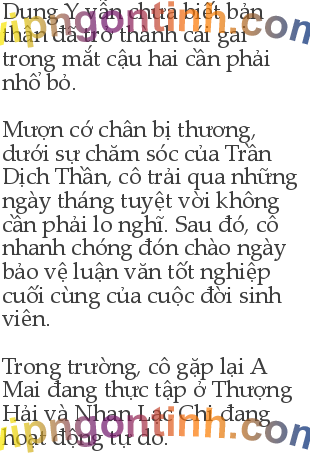 Dung Y vẫn chưa biết bản
thân đã trở thành cái gai
trong mắt cậu hai cần phải
nhổ bỏ.
Mượn cớ chân bị thương,
dưới sự chăm sóc của Trần
Dịch Thần, cô trải qua những
ngày tháng tuyệt vời không
cần phải lo nghĩ. Sau đó, cô
nhanh chóng đón chào ngày
bảo vệ luận văn tốt nghiệp
cuối cùng của cuộc đời sinh
viên.
Trong trường, cô gặp lại A
Mai đang thực tập ở Thượng
Hải và Nhan Lạc Chi đang
hoạt động tự do.
vipngontinh.com
vipngontinh.com